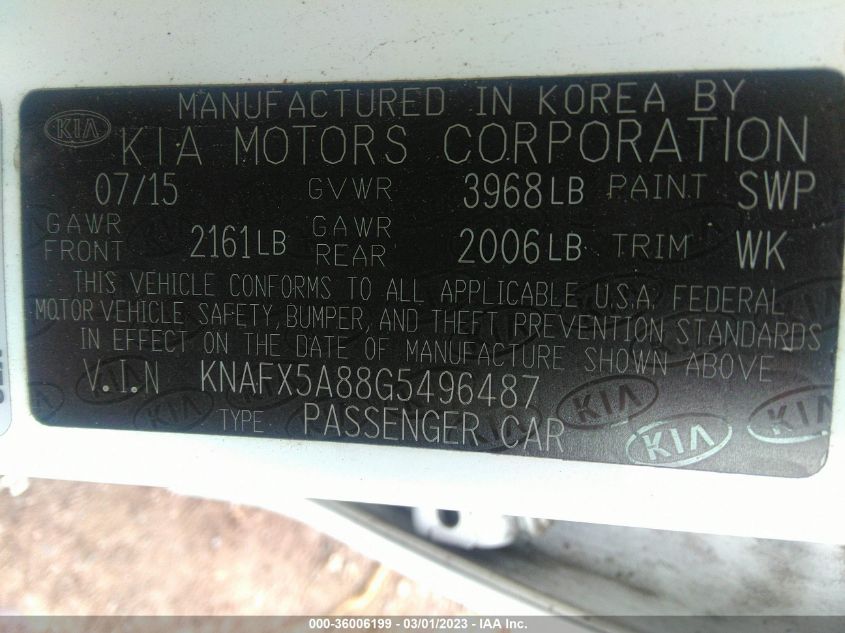 MANUFACTURED IN KOREA BY
KIA KIA MOTORS CORPORATION
07/15 GVWR 3968LB PAINT SWP
GAWR FRONT 2161LB GAWR REAR 2006LB TRIM WK
THIS VEHICLE CONFORMS TO ALL APPLICABLE U.S.A. FEDERAL
MOTOR VEHICLE SAFETY, BUMPER, AND THEFT PREVENTION STANDARDS
IN EFFECT ON THE DATE OF MANUFACTURE SHOWN ABOVE
V.I.N KNAFX5A88G5496487
TYPE PASSENGER CAR
KIA KIA KIA
000-36006199 - 03/01/2023 - IAA Inc.